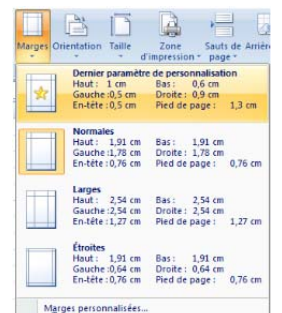 Marges Orientation Taille Zone Sauts de Arrièr
d'impression page
Dernier paramètre de personnalisation
Haut : 1 cm Bas : 0,6 cm
Gauche :0,5 cm Droite : 0,9 cm
En-tête :0,5 cm Pied de page : 1,3 cm
Normales
Haut : 1,91 cm Bas : 1,91 cm
Gauche :1,78 cm Droite : 1,78 cm
En-tête :0,76 cm Pied de page : 0,76 cm
Larges
Haut : 2,54 cm Bas : 2,54 cm
Gauche :2,54 cm Droite : 2,54 cm
En-tête :1,27 cm Pied de page : 1,27 cm
Étroites
Haut : 1,91 cm Bas : 1,91 cm
Gauche :0,64 cm Droite : 0,64 cm
En-tête :0,76 cm Pied de page : 0,76 cm
Marges personnalisées...